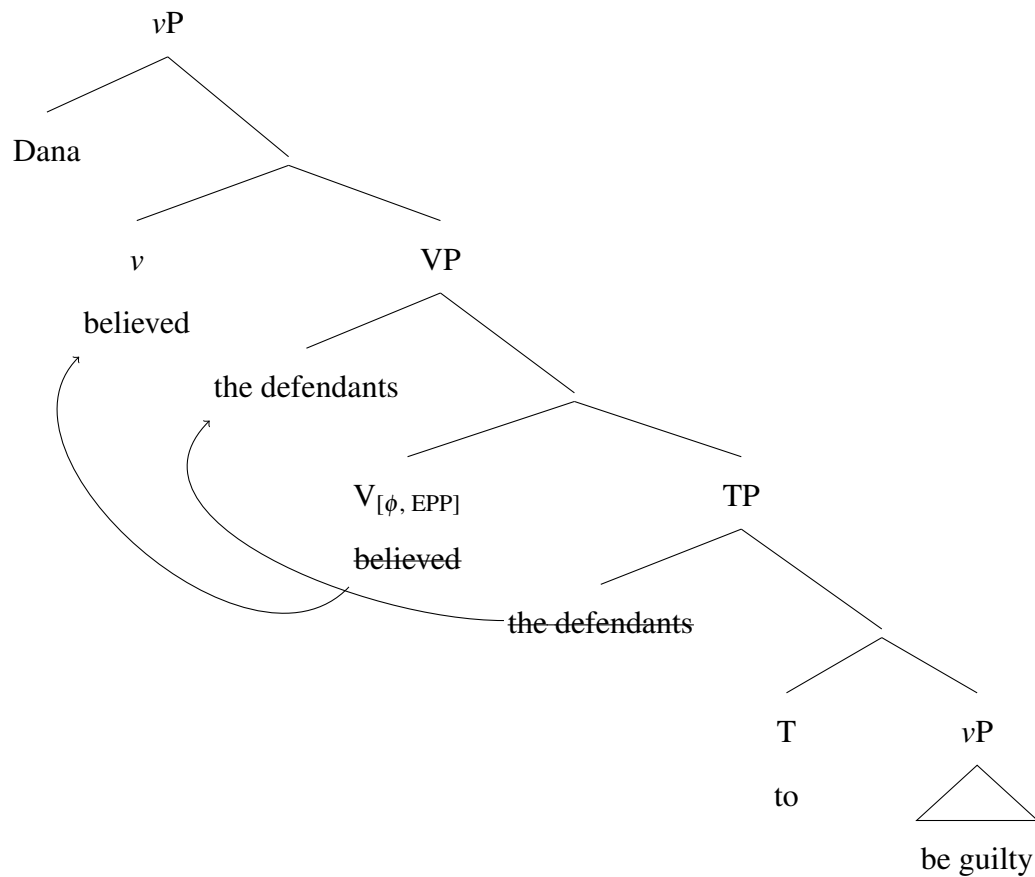 vP
Dana
v VP
believed
the defendants
V[ϕ, EPP] TP
believed
the defendants
T vP
to
be guilty